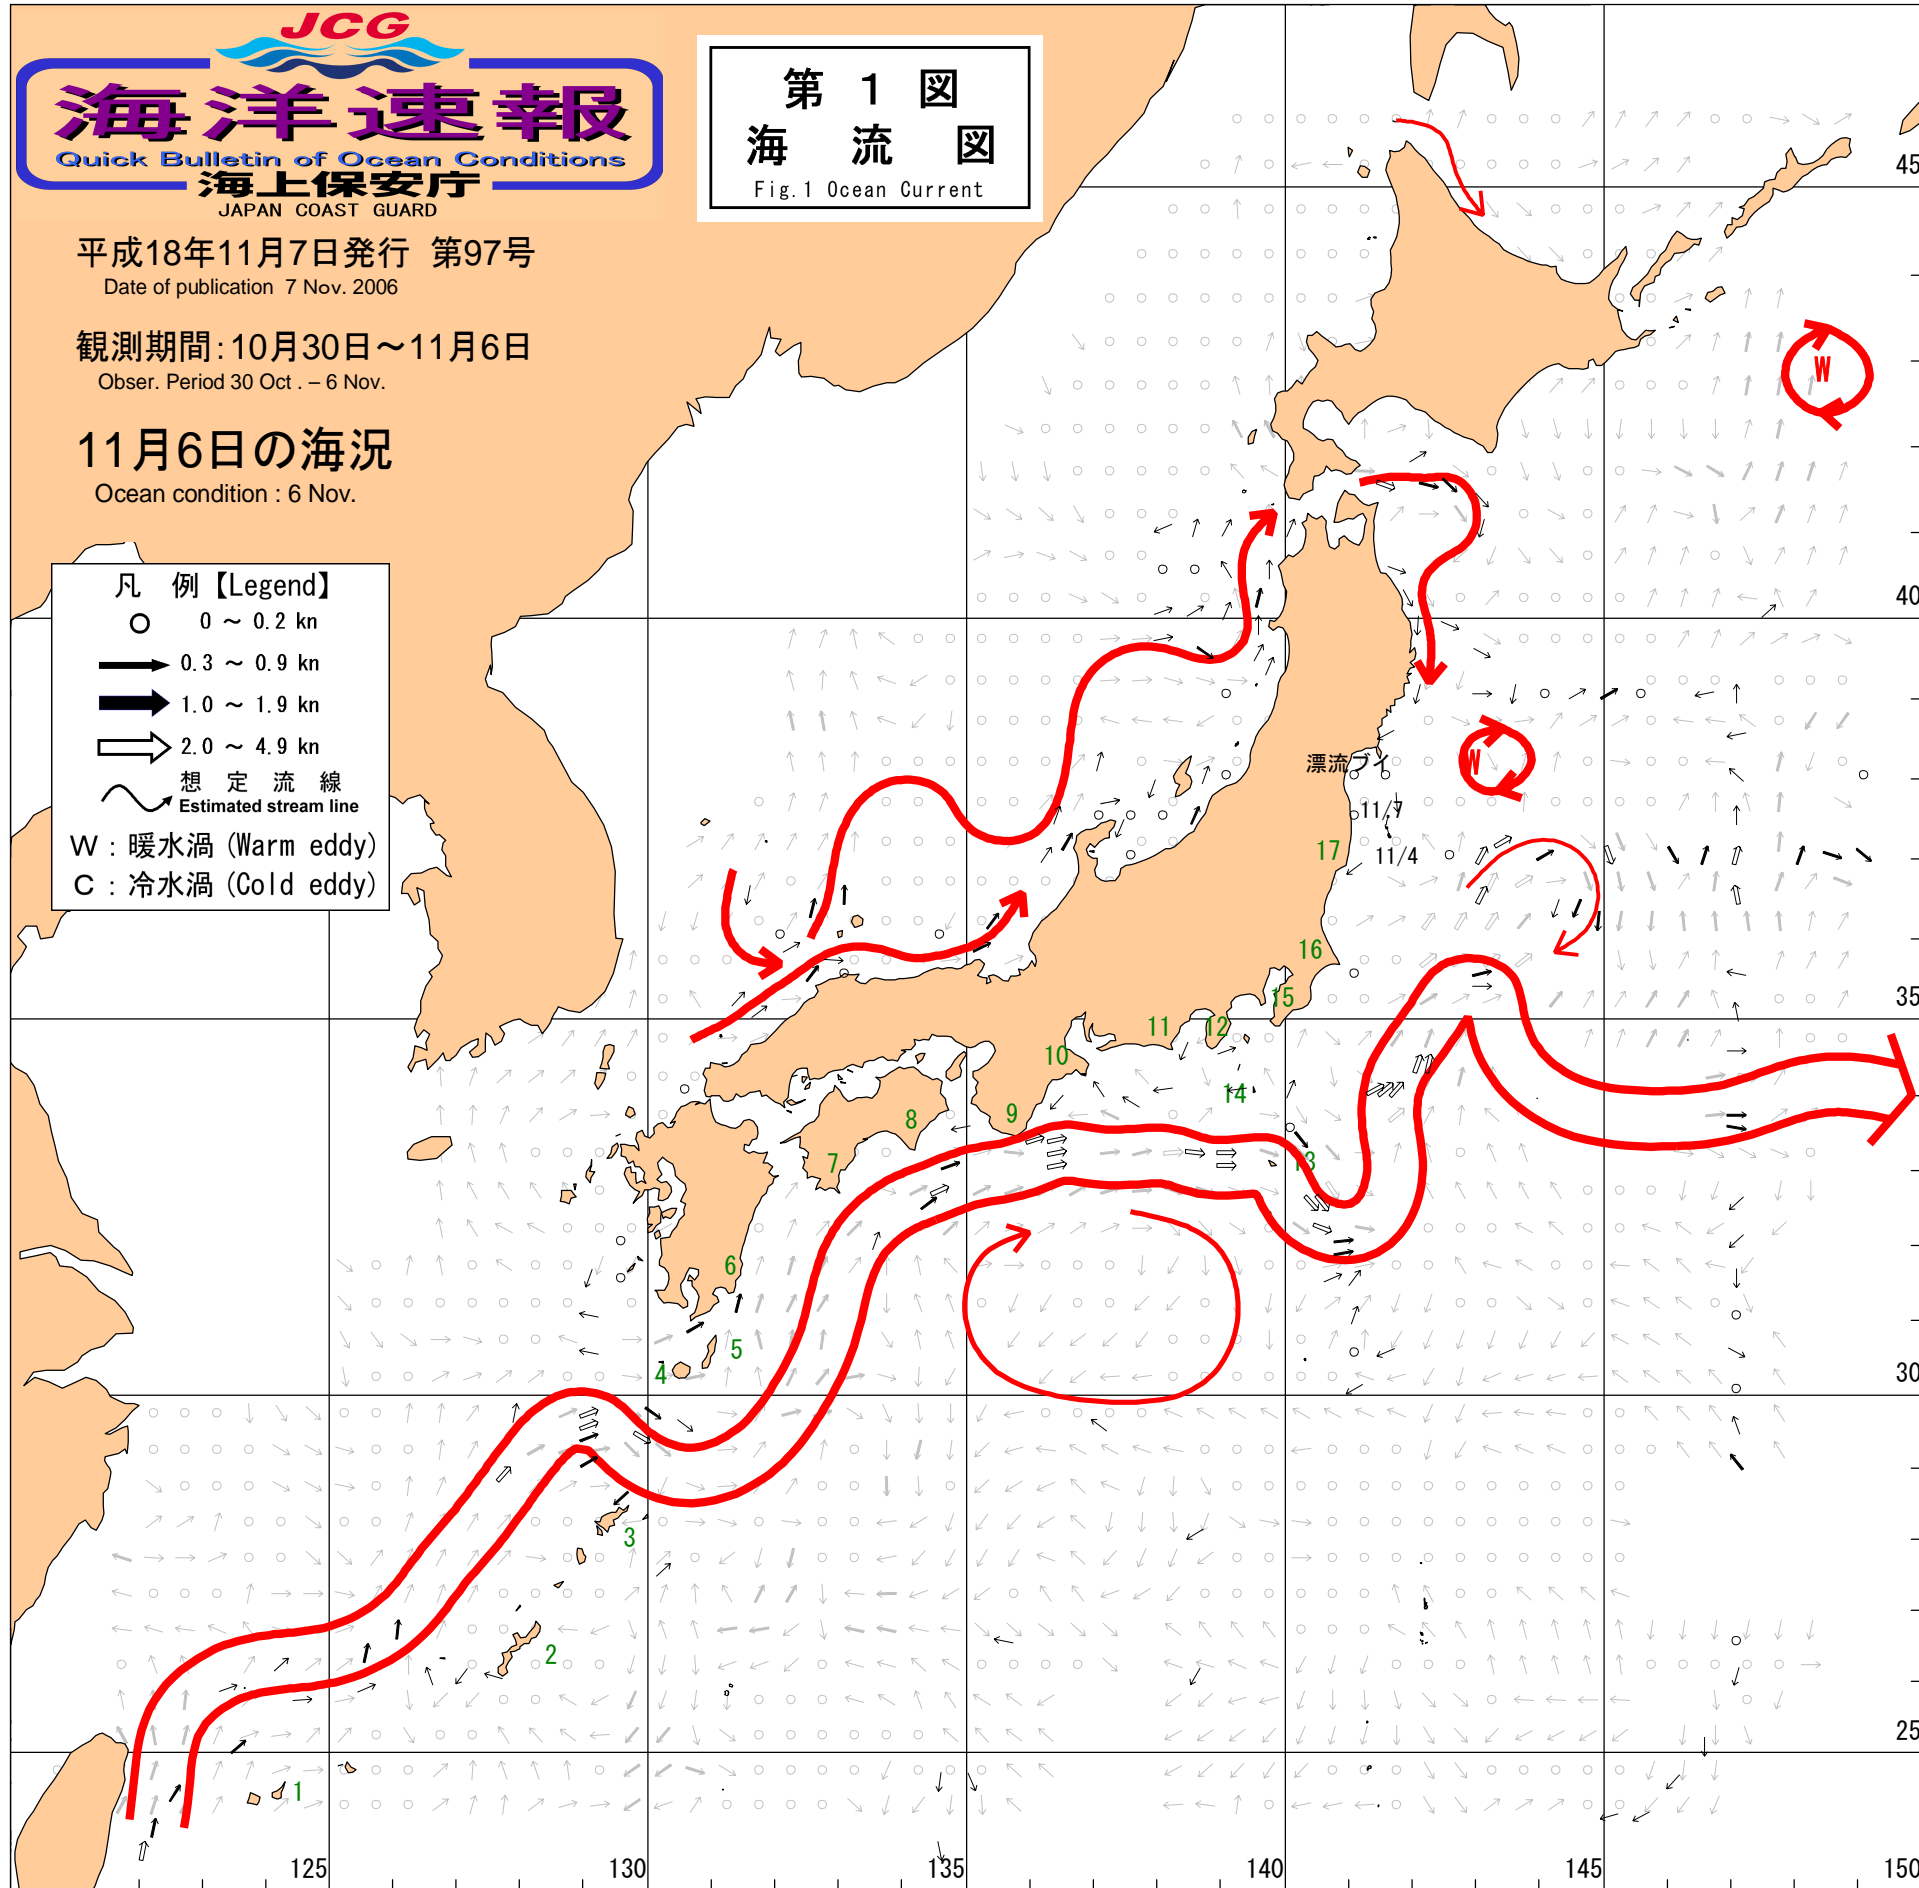 JCG
海洋速報
Quick Bulletin of Ocean Conditions
海上保安庁
JAPAN COAST GUARD
平成18年11月7日発行 第97号
Date of publication 7 Nov. 2006
観測期間：10月30日～11月6日
Obser. Period 30 Oct . – 6 Nov.
11月6日の海況
Ocean condition : 6 Nov.
第 1 図
海 流 図
Fig.1 Ocean Current
凡 例【Legend】
0 ～ 0.2 kn
0.3 ～ 0.9 kn
1.0 ～ 1.9 kn
2.0 ～ 4.9 kn
想 定 流 線
Estimated stream line
W : 暖水渦 (Warm eddy)
C : 冷水渦 (Cold eddy)
45
W
40
漂流ブイ
W
11/7
17
11/4
16
35
15
12
11
10
14
9
8
7
13
6
5
4
30
3
2
25
1
125
130
135
140
145
150